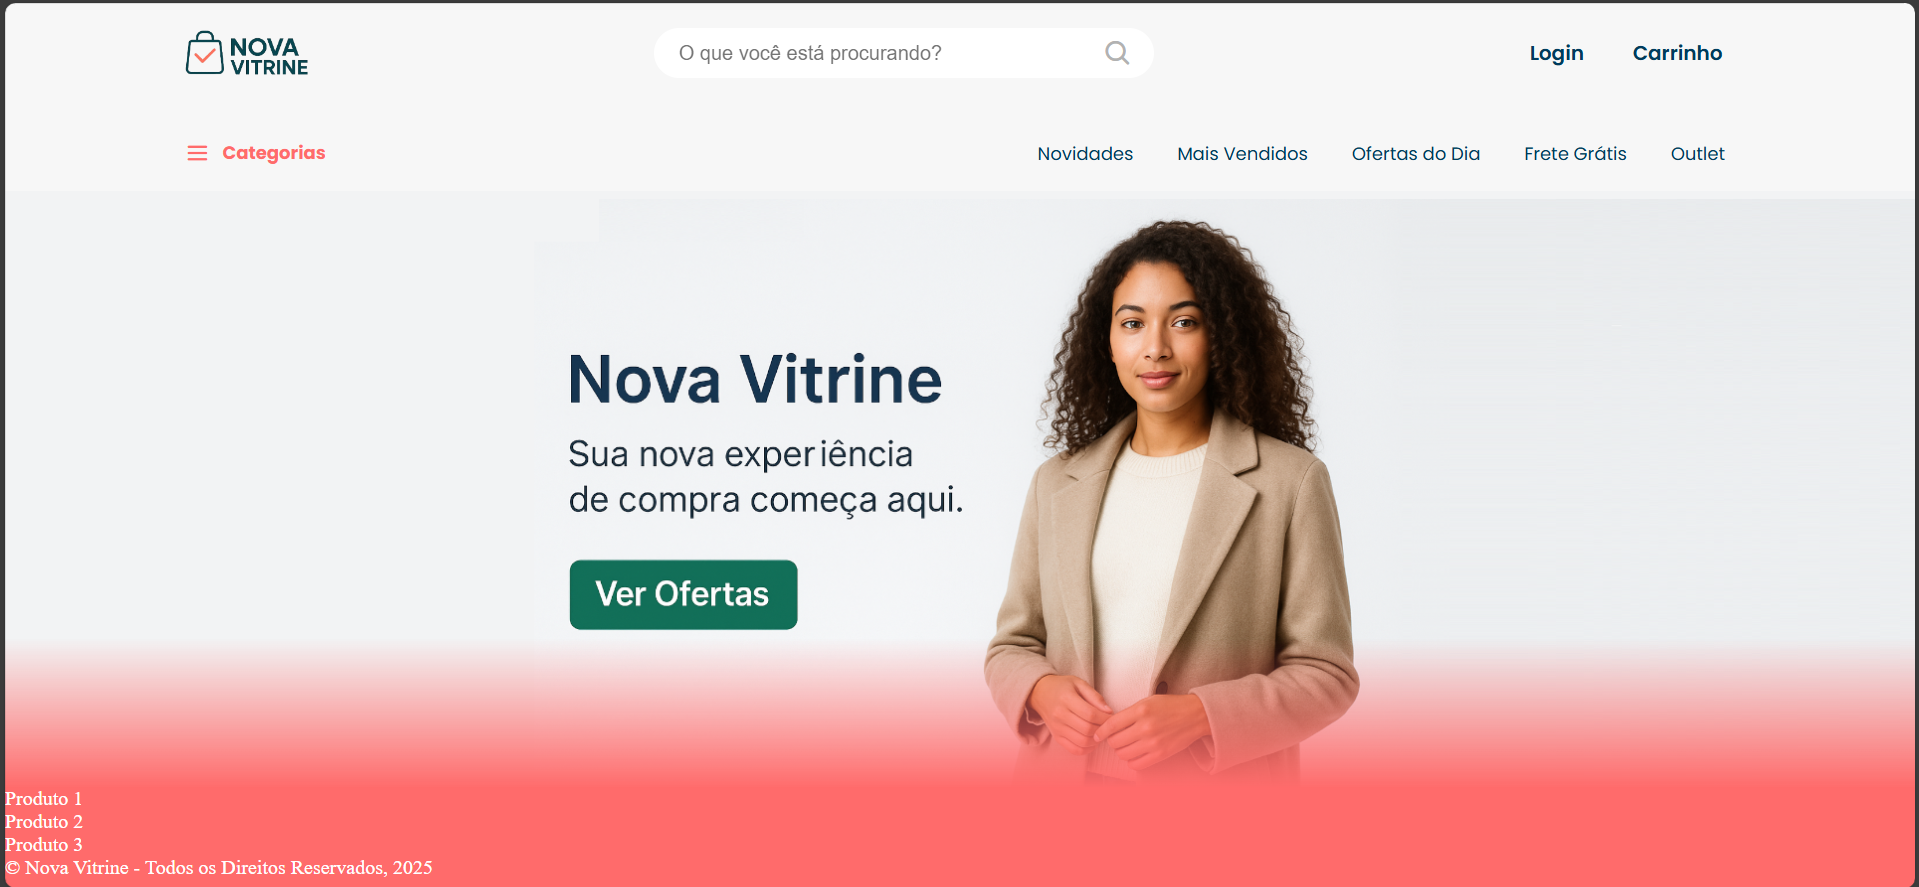 NOVA
VITRINE
O que você está procurando?
Login
Carrinho
Categorias
Novidades
Mais Vendidos
Ofertas do Dia
Frete Grátis
Outlet
Nova Vitrine
Sua nova experiência
de compra começa aqui.
Ver Ofertas
Produto 1
Produto 2
Produto 3
© Nova Vitrine - Todos os Direitos Reservados, 2025